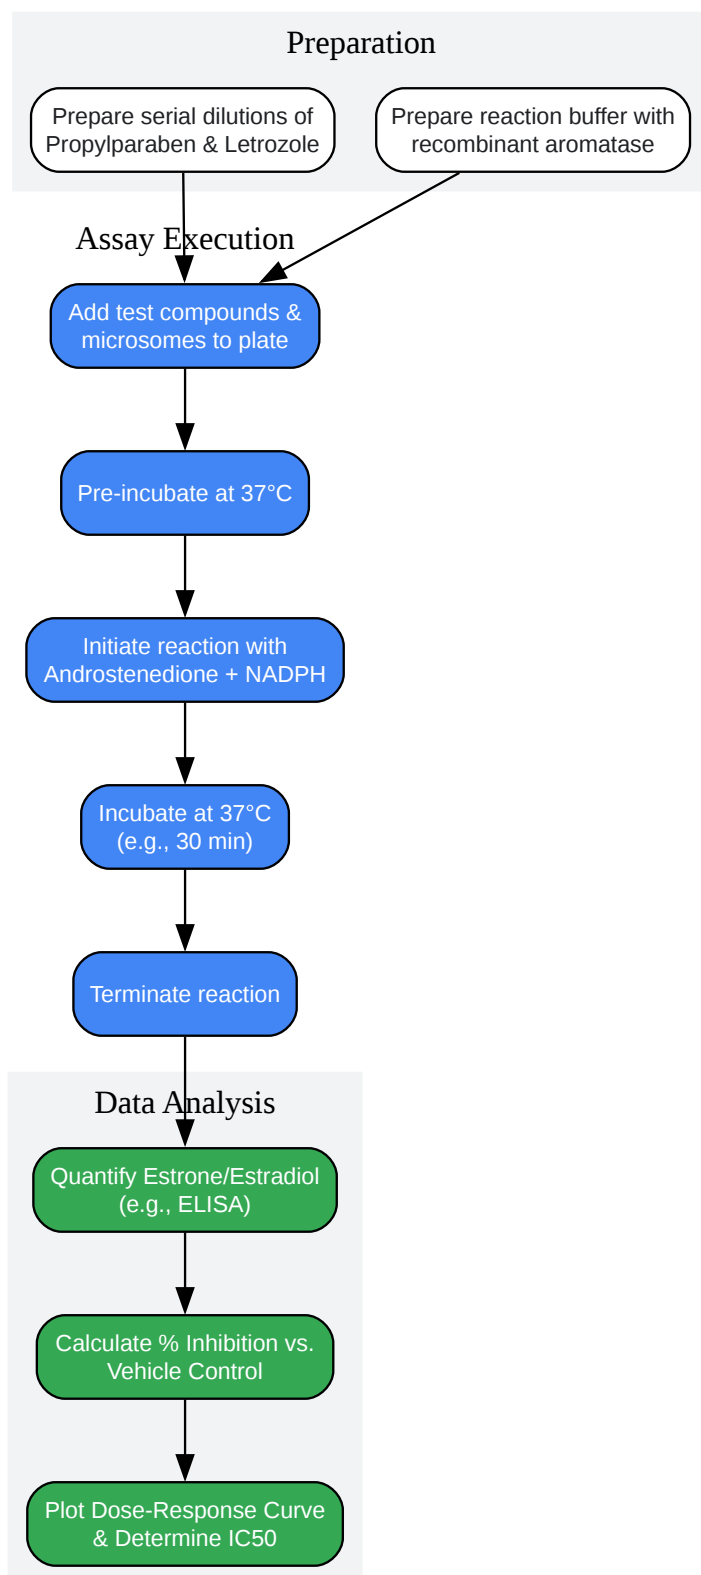 Preparation
Prepare serial dilutions of
Propylparaben & Letrozole
Prepare reaction buffer with
recombinant aromatase
Assay Execution
Add test compounds &
microsomes to plate
Pre-incubate at 37°C
Initiate reaction with
Androstenedione + NADPH
Incubate at 37°C
(e.g., 30 min)
Terminate reaction
Data Analysis
Quantify Estrone/Estradiol
(e.g., ELISA)
Calculate % Inhibition vs.
Vehicle Control
Plot Dose-Response Curve
& Determine IC50